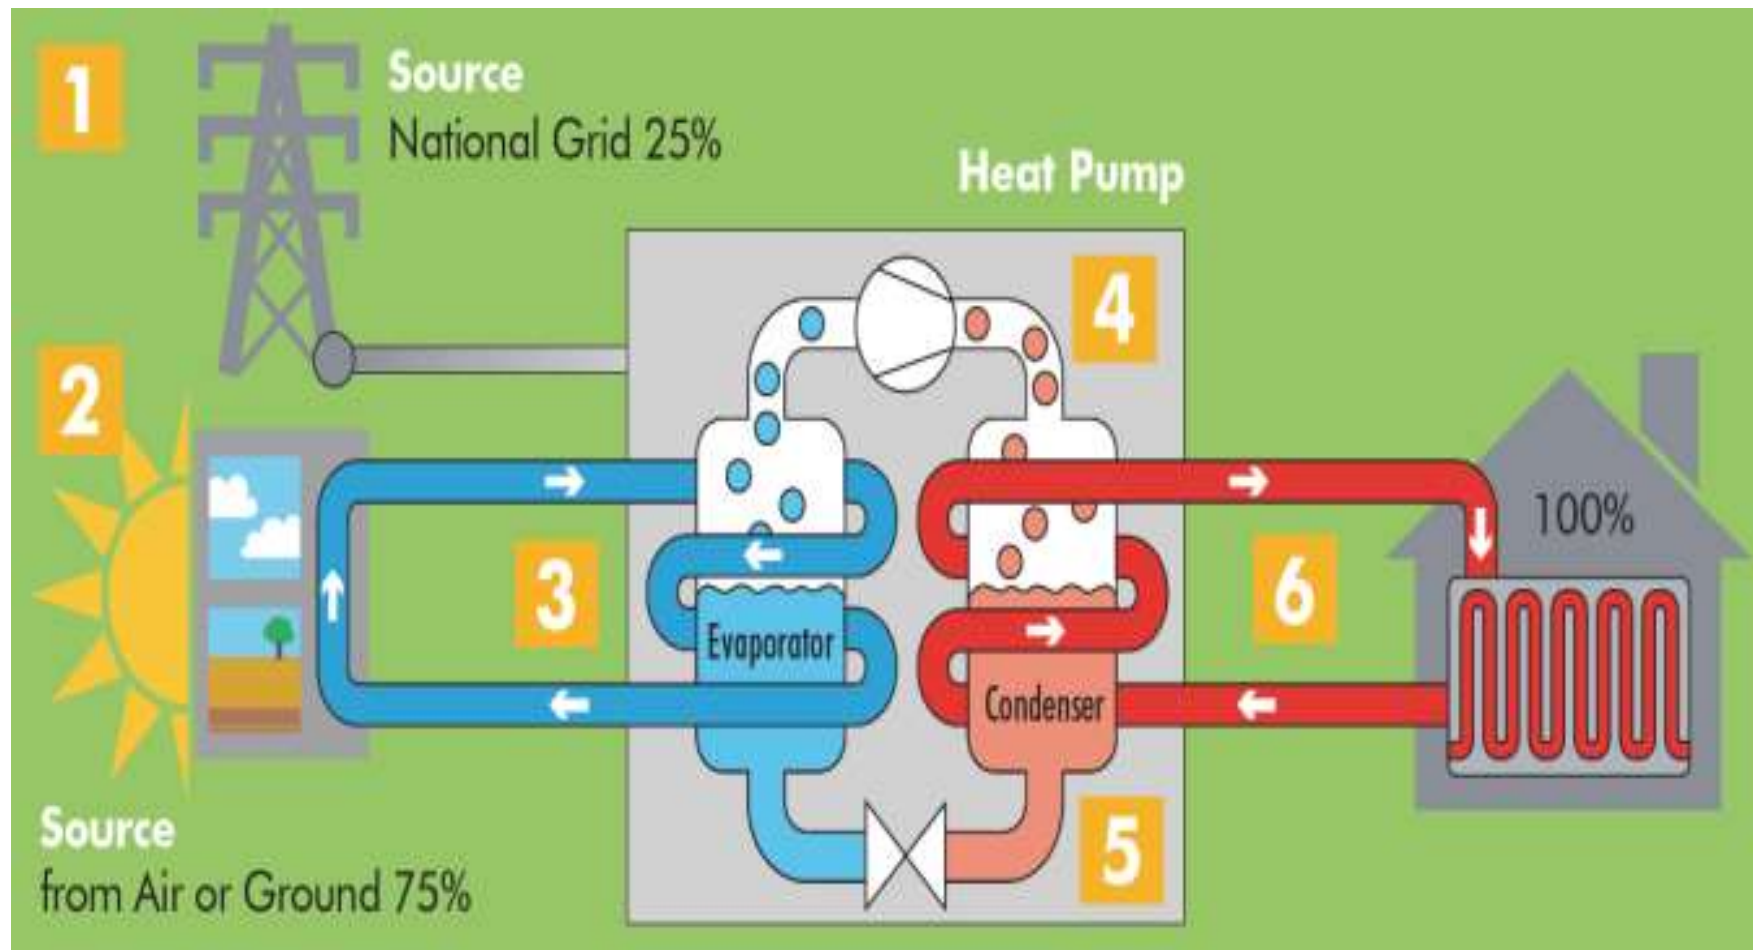 1
Source
National Grid 25%
Heat Pump
4
2
100%
3
6
Evaporator
Condenser
Source
from Air or Ground 75%
5